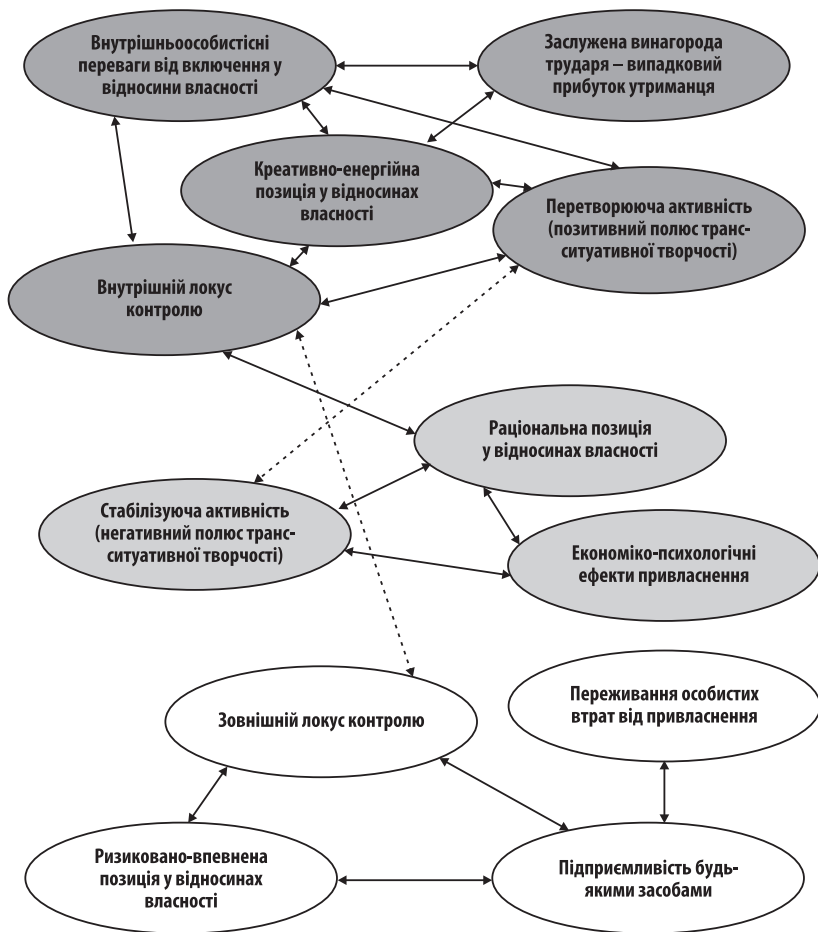 Внутрішньоособистісні
переваги від включення у
відносини власності
Заслужена винагорода
трударя – випадковий
прибуток утриманця
Креативно-енергійна
позиція у відносинах
власності
Перетворююча активність
(позитивний полюс транс-
ситуативної творчості)
Внутрішній локус
контролю
Раціональна позиція
у відносинах власності
Стабілізуюча активність
(негативний полюс транс-
ситуативної творчості)
Економіко-психологічні
ефекти привласнення
Зовнішній локус контролю
Переживання особистих
втрат від привласнення
Ризиковано-впевнена
позиція у відносинах
власності
Підприємливість будь-
якими засобами